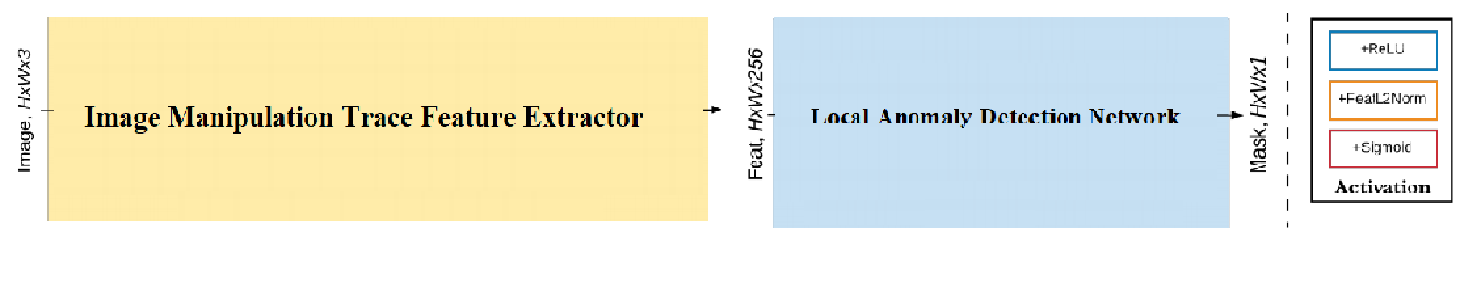 Image, HxWx3
Image Manipulation Trace Feature Extractor
Feat, HxWx256
Local Anomaly Detection Network
Mask, HxWx1
+ReLU
+FeatL2Norm
+Sigmoid
Activation